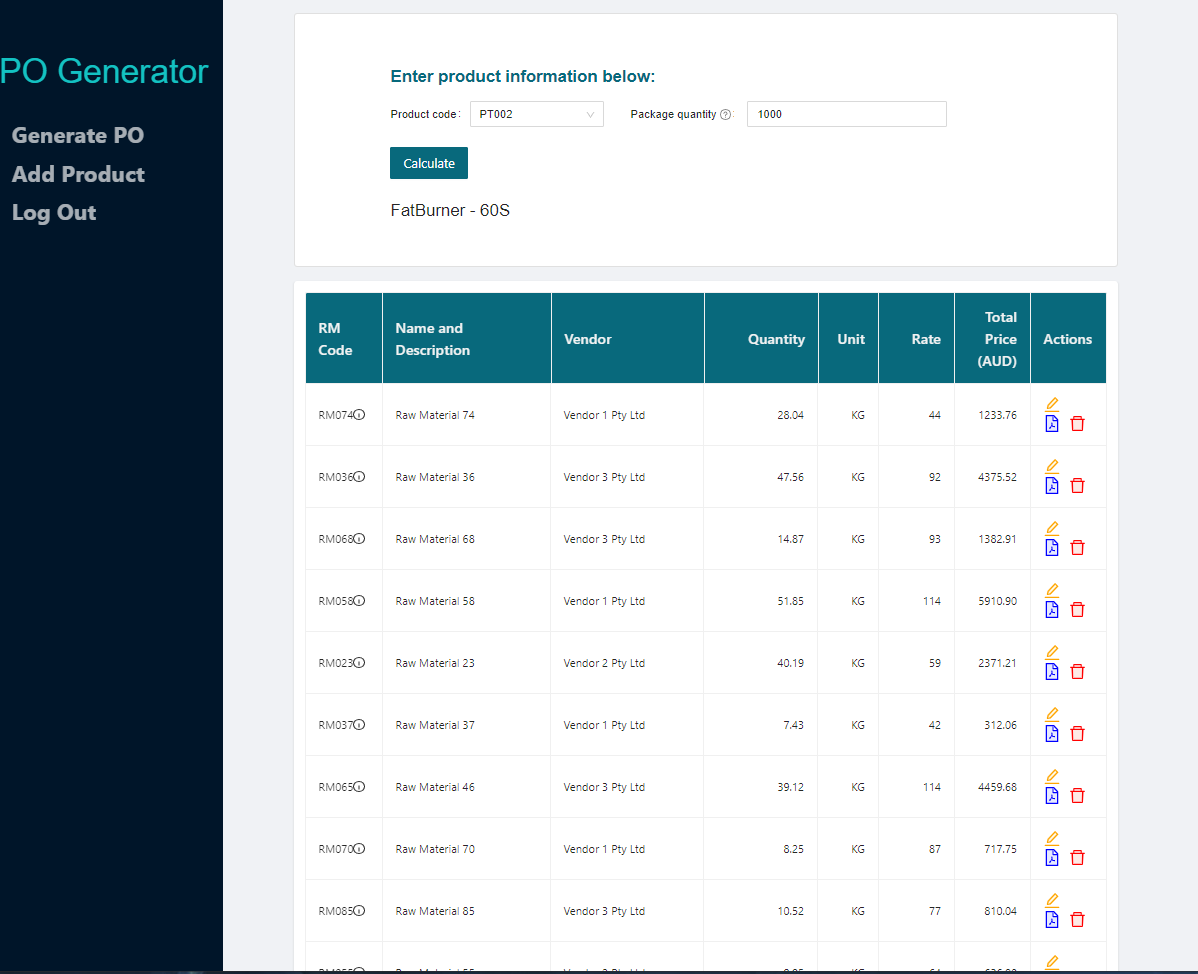 PO Generator
Generate PO
Add Product
Log Out
Enter product information below:
Product code : PT002 Package quantity : 1000
Calculate
FatBurner - 60S
RM Code Name and Description Vendor Quantity Unit Rate Total Price (AUD) Actions
RM074 Raw Material 74 Vendor 1 Pty Ltd 28.04 KG 44 1233.76
RM036 Raw Material 36 Vendor 3 Pty Ltd 47.56 KG 92 4375.52
RM068 Raw Material 68 Vendor 3 Pty Ltd 14.87 KG 93 1382.91
RM058 Raw Material 58 Vendor 1 Pty Ltd 51.85 KG 114 5910.90
RM023 Raw Material 23 Vendor 2 Pty Ltd 40.19 KG 59 2371.21
RM037 Raw Material 37 Vendor 1 Pty Ltd 7.43 KG 42 312.06
RM065 Raw Material 46 Vendor 3 Pty Ltd 39.12 KG 114 4459.68
RM070 Raw Material 70 Vendor 1 Pty Ltd 8.25 KG 87 717.75
RM085 Raw Material 85 Vendor 3 Pty Ltd 10.52 KG 77 810.04